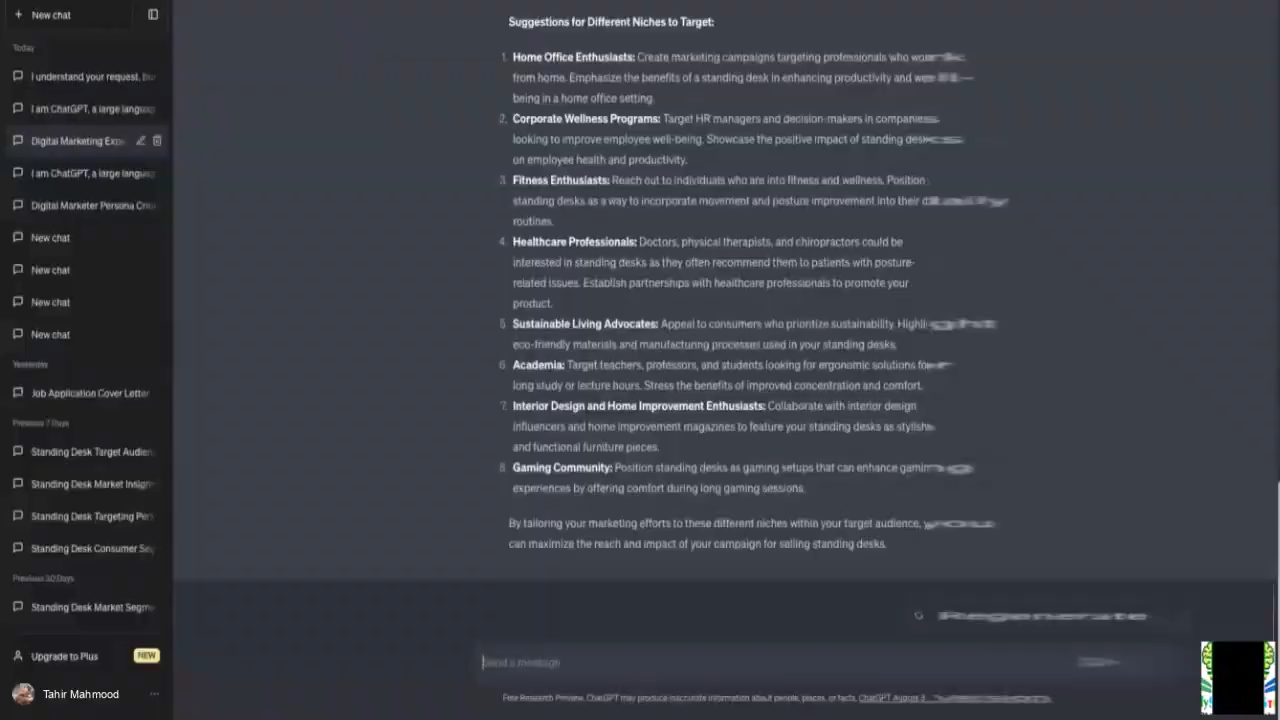 New chat
Today
I understand your request, bu
I am ChatGPT, a large langua
Digital Marketing Exp
I am ChatGPT, a large langua
Digital Marketer Persona Cri
New chat
New chat
New chat
New chat
Yesterday
Job Application Cover Letter
Previous 7 Days
Standing Desk Target Audien
Standing Desk Market Insigh
Standing Desk Targeting Per
Standing Desk Consumer Se
Previous 30 Days
Standing Desk Market Segme
Upgrade to Plus
NEW
Tahir Mahmood
Suggestions for Different Niches to Target:
1. Home Office Enthusiasts: Create marketing campaigns targeting professionals who
from home. Emphasize the benefits of a standing desk in enhancing productivity and
being in a home office setting.
2. Corporate Wellness Programs: Target HR managers and decision-makers in companies
looking to improve employee well-being. Showcase the positive impact of standing
on employee health and productivity.
3. Fitness Enthusiasts: Reach out to individuals who are into fitness and wellness. Position
standing desks as a way to incorporate movement and posture improvement into their
routines.
4. Healthcare Professionals: Doctors, physical therapists, and chiropractors could be
interested in standing desks as they often recommend them to patients with posture-
related issues. Establish partnerships with healthcare professionals to promote your
product.
5. Sustainable Living Advocates: Appeal to consumers who prioritize sustainability.
eco-friendly materials and manufacturing processes used in your standing desks.
6. Academia: Target teachers, professors, and students looking for ergonomic solutions
long study or lecture hours. Stress the benefits of improved concentration and comfort.
7. Interior Design and Home Improvement Enthusiasts: Collaborate with interior design
influencers and home improvement magazines to feature your standing desks as stylish
and functional furniture pieces.
8. Gaming Community: Position standing desks as gaming setups that can enhance
experiences by offering comfort during long gaming sessions.
By tailoring your marketing efforts to these different niches within your target audience,
can maximize the reach and impact of your campaign for selling standing desks.
Regenerate
Send a message
Free Research Preview. ChatGPT may produce inaccurate information about people, places, or facts. ChatGPT August 3